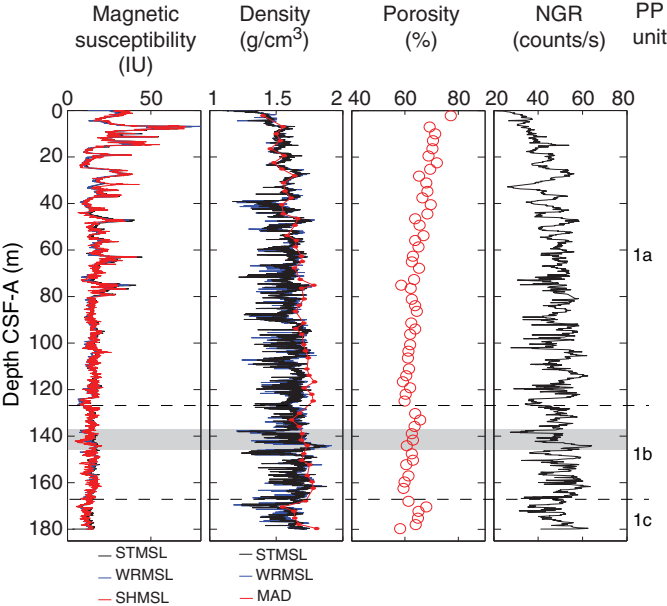 Magnetic susceptibility (IU)
Density (g/cm³)
Porosity (%)
NGR (counts/s)
PP unit
0 50
1 1.5 2
40 60 80
20 40 60 80
Depth CSF-A (m)
0
20
40
60
80
100
120
140
160
180
1a
1b
1c
STMSL
WRMSL
SHMSL
STMSL
WRMSL
MAD